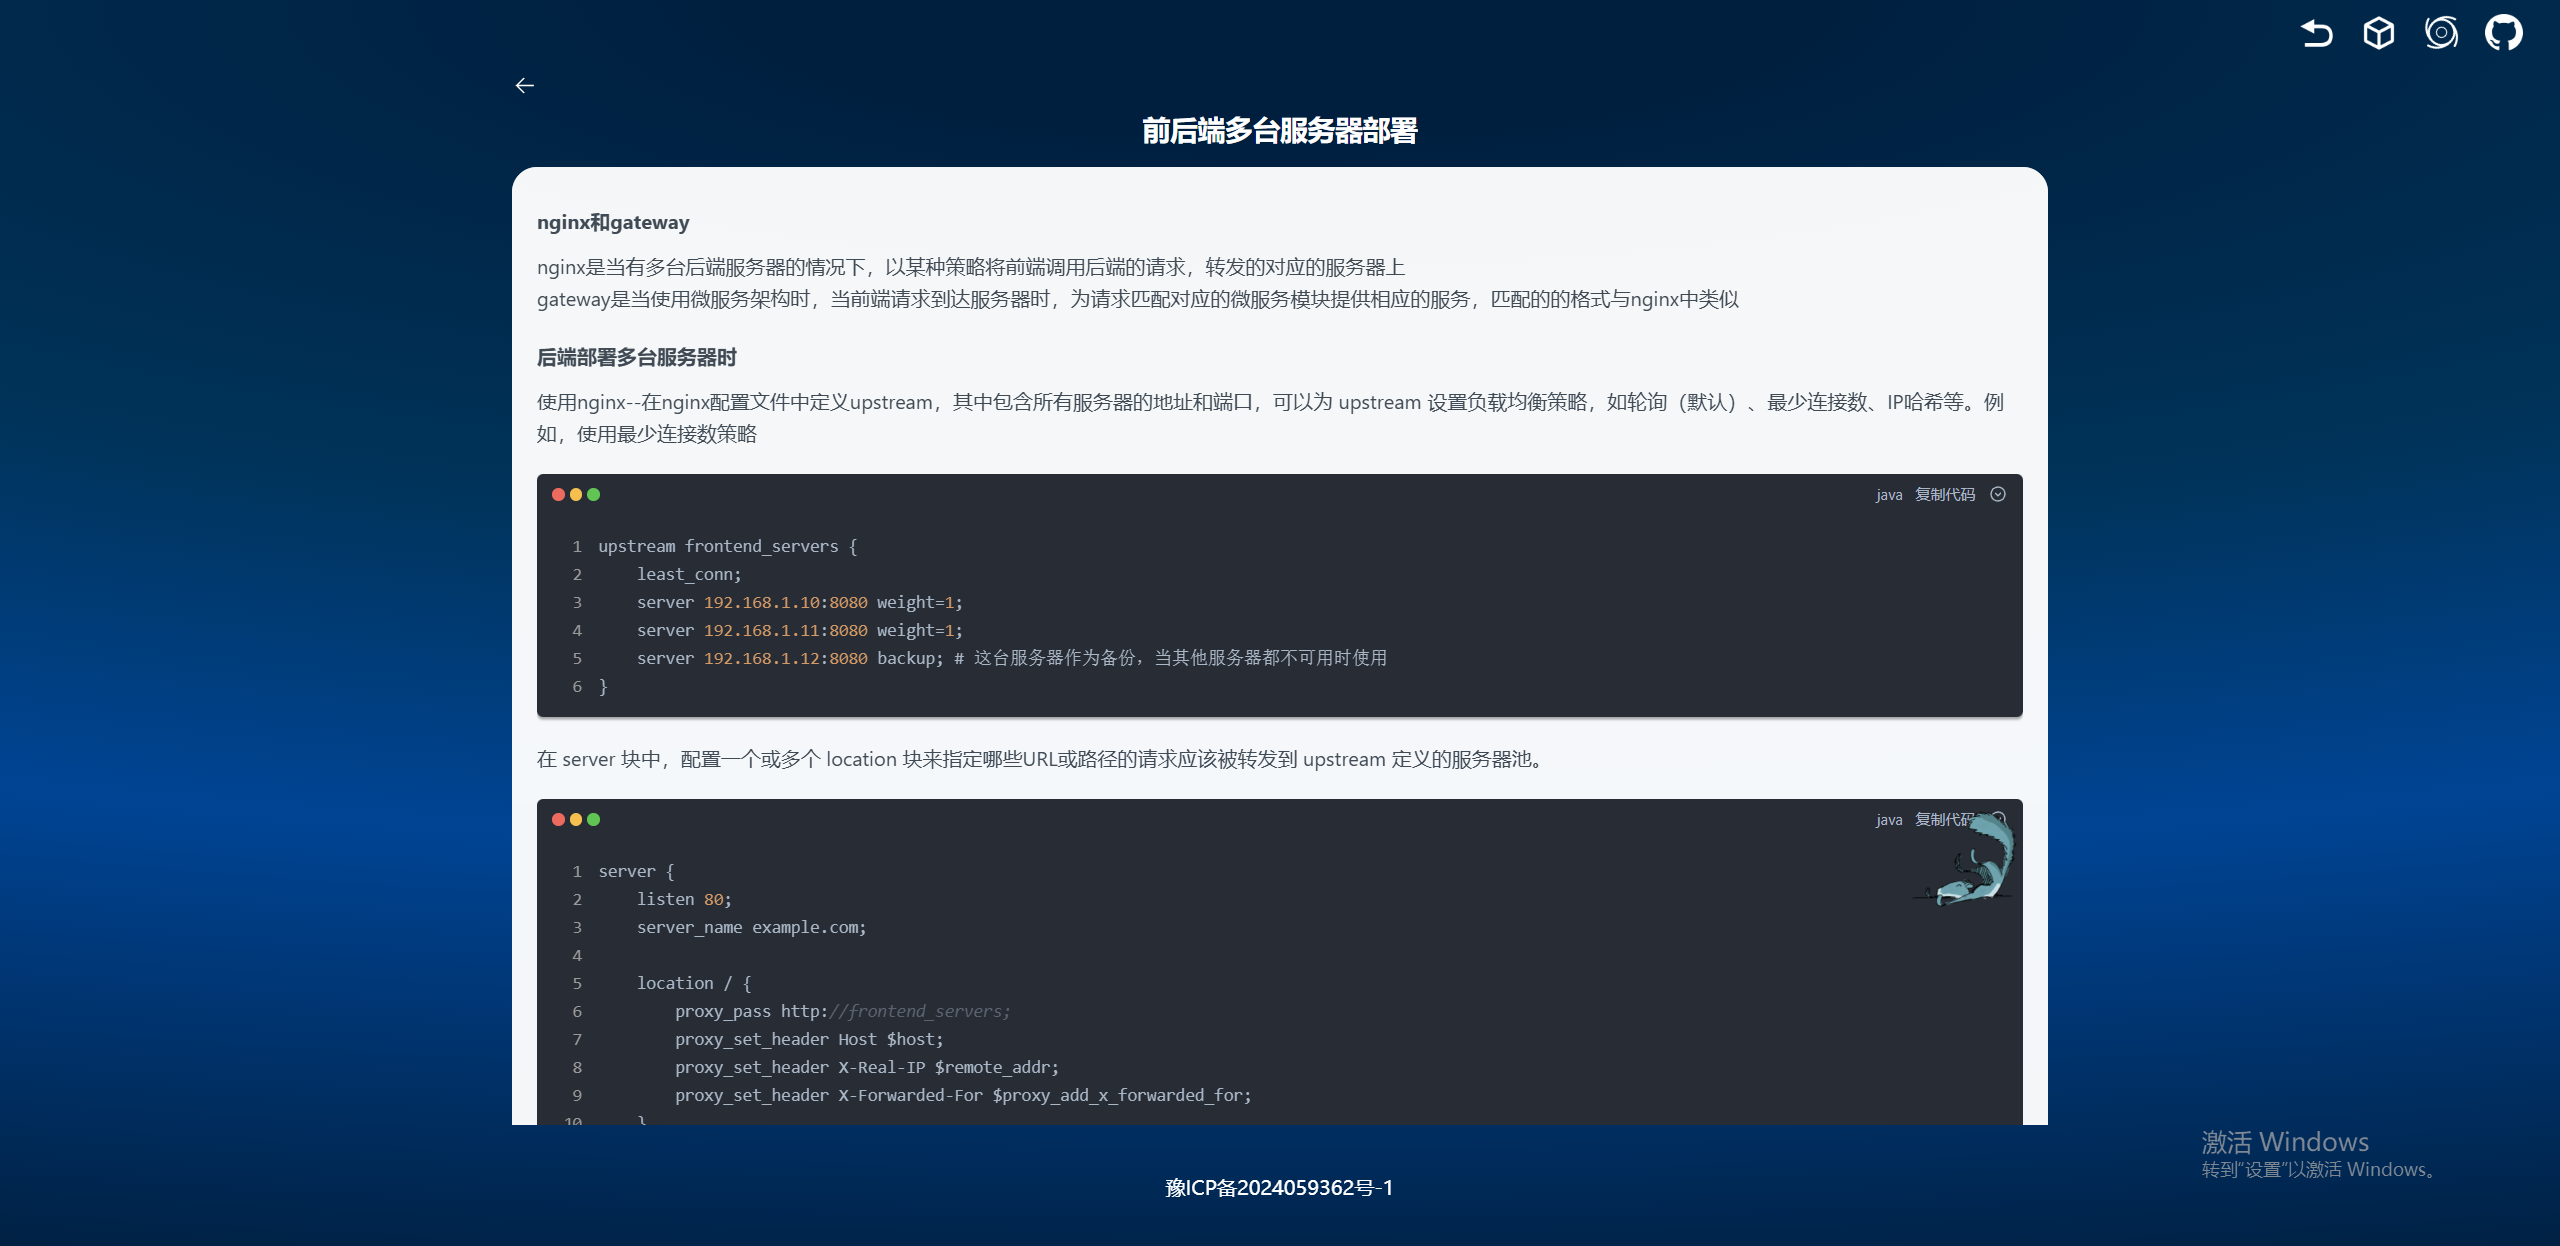 前后端多台服务器部署
nginx和gateway
nginx是当有多台后端服务器的情况下，以某种策略将前端调用后端的请求，转发的对应的服务器上
gateway是当使用微服务架构时，当前端请求到达服务器时，为请求匹配对应的微服务模块提供相应的服务，匹配的的格式与nginx中类似
后端部署多台服务器时
使用nginx--在nginx配置文件中定义upstream，其中包含所有服务器的地址和端口，可以为 upstream 设置负载均衡策略，如轮询（默认）、最少连接数、IP哈希等。例
如，使用最少连接数策略
java 复制代码
1 upstream frontend_servers {
2     least_conn;
3     server 192.168.1.10:8080 weight=1;
4     server 192.168.1.11:8080 weight=1;
5     server 192.168.1.12:8080 backup; # 这台服务器作为备份，当其他服务器都不可用时使用
6 }
在 server 块中，配置一个或多个 location 块来指定哪些URL或路径的请求应该被转发到 upstream 定义的服务器池。
java 复制代码
1 server {
2     listen 80;
3     server_name example.com;
4
5     location / {
6         proxy_pass http://frontend_servers;
7         proxy_set_header Host $host;
8         proxy_set_header X-Real-IP $remote_addr;
9         proxy_set_header X-Forwarded-For $proxy_add_x_forwarded_for;
10     }
激活 Windows
转到"设置"以激活 Windows。
豫ICP备2024059362号-1